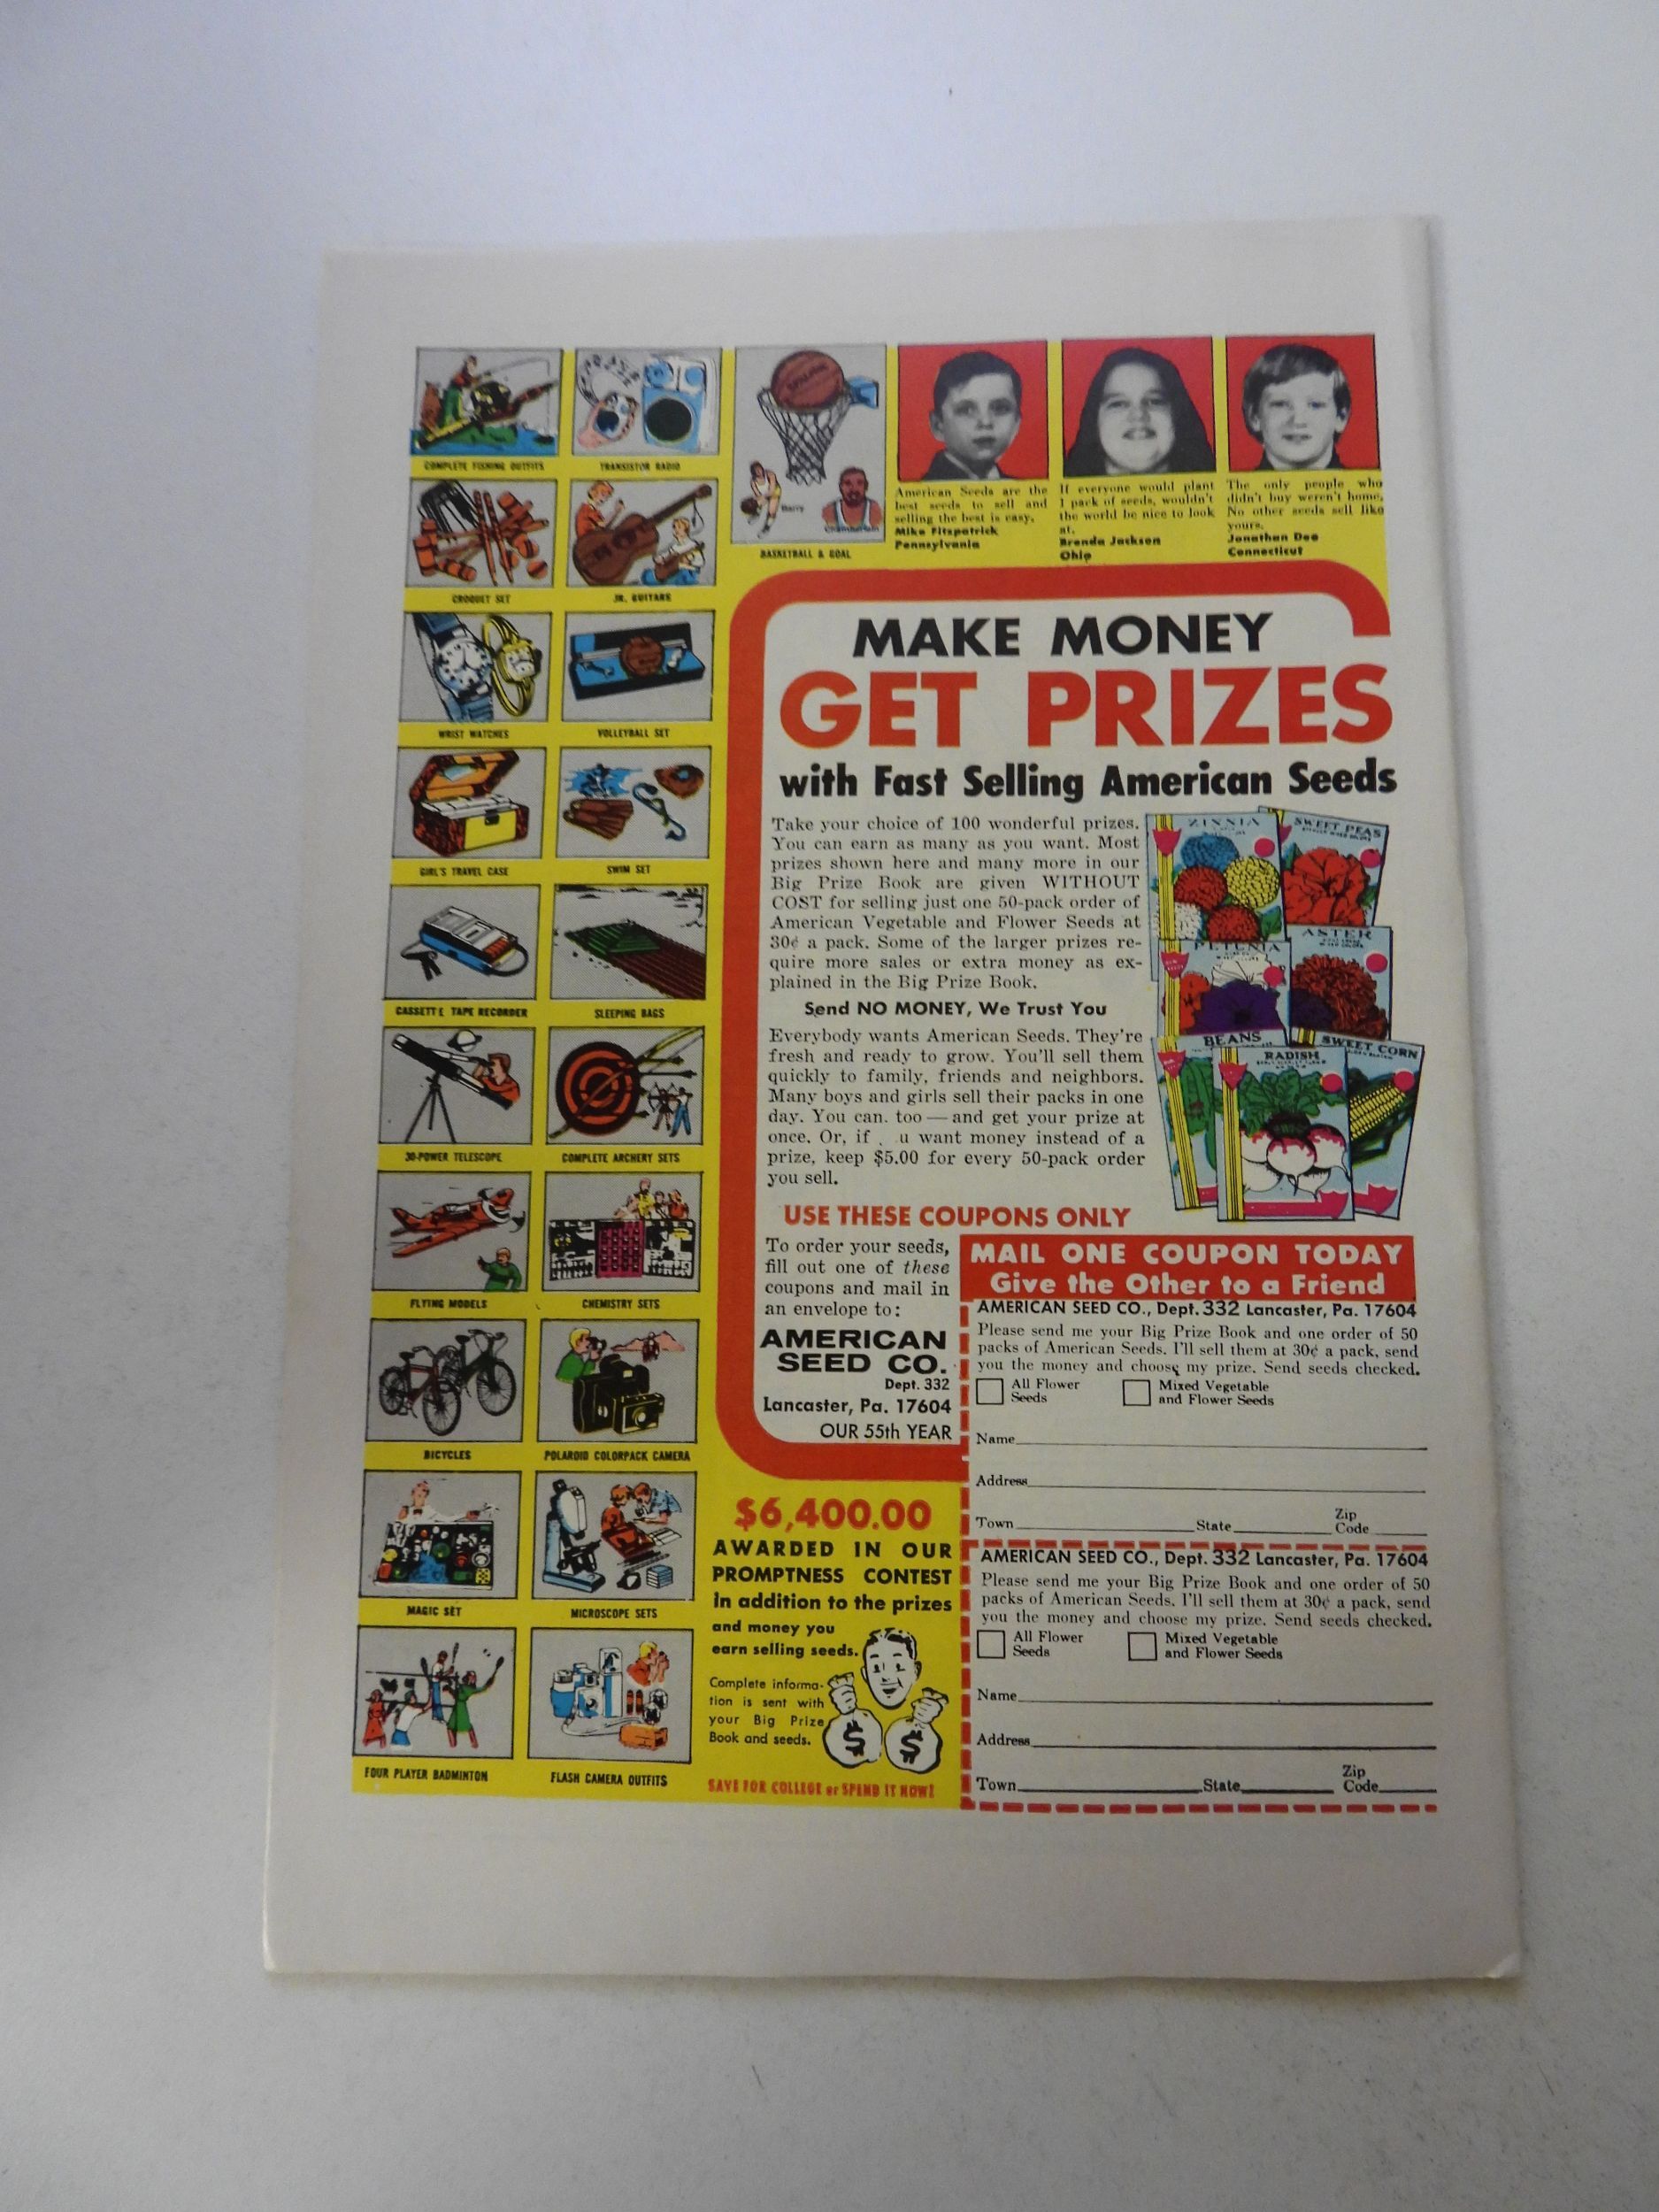 COMPLETE FISHING OUTFITS
TRANSISTOR RADIO
CROQUET SET
JR. GUITARS
WRIST WATCHES
VOLLEYBALL SET
GIRL'S TRAVEL CASE
SWIM SET
CASSETTE TAPE RECORDER
SLEEPING BAGS
30-POWER TELESCOPE
COMPLETE ARCHERY SETS
FLYING MODELS
CHEMISTRY SETS
BICYCLES
POLAROID COLORPACK CAMERA
MAGIC SET
MICROSCOPE SETS
FOUR PLAYER BADMINTON
FLASH CAMERA OUTFITS
Barry
Chamberlain
BASKETBALL & GOAL
American Seeds are the
best seeds to sell and
selling the best is easy.
Mike Fitzpatrick
Pennsylvania
If everyone would plant
1 pack of seeds, wouldn't
the world be nice to look
at.
Brenda Jackson
Ohio
The only people who
didn't buy weren't home.
No other seeds sell like
yours.
Jonathan Dee
Connecticut
MAKE MONEY
GET PRIZES
with Fast Selling American Seeds
Take your choice of 100 wonderful prizes.
You can earn as many as you want. Most
prizes shown here and many more in our
Big Prize Book are given WITHOUT
COST for selling just one 50-pack order of
American Vegetable and Flower Seeds at
30¢ a pack. Some of the larger prizes re-
quire more sales or extra money as ex-
plained in the Big Prize Book.
Send NO MONEY, We Trust You
Everybody wants American Seeds. They're
fresh and ready to grow. You'll sell them
quickly to family, friends and neighbors.
Many boys and girls sell their packs in one
day. You can. too — and get your prize at
once. Or, if u want money instead of a
prize, keep $5.00 for every 50-pack order
you sell.
ZINNIA
SWEET PEAS
PETUNIA
ASTER
BEANS
RADISH
SWEET CORN
USE THESE COUPONS ONLY
To order your seeds,
fill out one of these
coupons and mail in
an envelope to:
AMERICAN
SEED CO.
Dept. 332
Lancaster, Pa. 17604
OUR 55th YEAR
MAIL ONE COUPON TODAY
Give the Other to a Friend
AMERICAN SEED CO., Dept. 332 Lancaster, Pa. 17604
Please send me your Big Prize Book and one order of 50
packs of American Seeds. I'll sell them at 30¢ a pack, send
you the money and choose my prize. Send seeds checked.
All Flower Seeds
Mixed Vegetable and Flower Seeds
Name
Address
Town State Zip Code
AMERICAN SEED CO., Dept. 332 Lancaster, Pa. 17604
Please send me your Big Prize Book and one order of 50
packs of American Seeds. I'll sell them at 30¢ a pack, send
you the money and choose my prize. Send seeds checked.
All Flower Seeds
Mixed Vegetable and Flower Seeds
Name
Address
Town State Zip Code
$6,400.00
AWARDED IN OUR
PROMPTNESS CONTEST
in addition to the prizes
and money you
earn selling seeds.
Complete informa-
tion is sent with
your Big Prize
Book and seeds.
$ $
SAVE FOR COLLEGE or SPEND IT NOW!